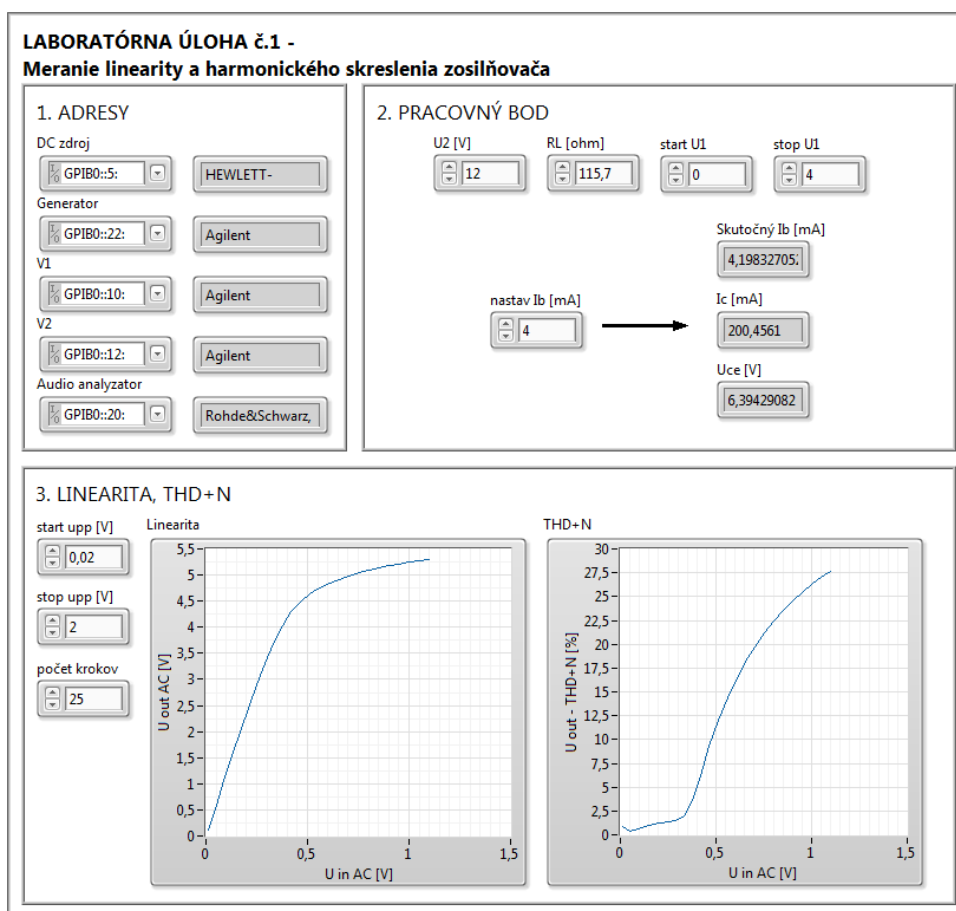 LABORATÓRNA ÚLOHA č.1 -
Meranie linearity a harmonického skreslenia zosilňovača
1. ADRESY
DC zdroj
GPIB0::5:
HEWLETT-
Generator
GPIB0::22:
Agilent
V1
GPIB0::10:
Agilent
V2
GPIB0::12:
Agilent
Audio analyzator
GPIB0::20:
Rohde&Schwarz,
2. PRACOVNÝ BOD
U2 [V]
12
RL [ohm]
115,7
start U1
0
stop U1
4
nastav Ib [mA]
4
Skutočný Ib [mA]
4,198327052
Ic [mA]
200,4561
Uce [V]
6,39429082
3. LINEARITA, THD+N
start upp [V]
0,02
stop upp [V]
2
počet krokov
25
Linearita
U out AC [V]
5,5
5
4,5
4
3,5
3
2,5
2
1,5
1
0,5
0
0
0,5
1
1,5
U in AC [V]
THD+N
U out - THD+N [%]
30
27,5
25
22,5
20
17,5
15
12,5
10
7,5
5
2,5
0
0
0,5
1
1,5
U in AC [V]